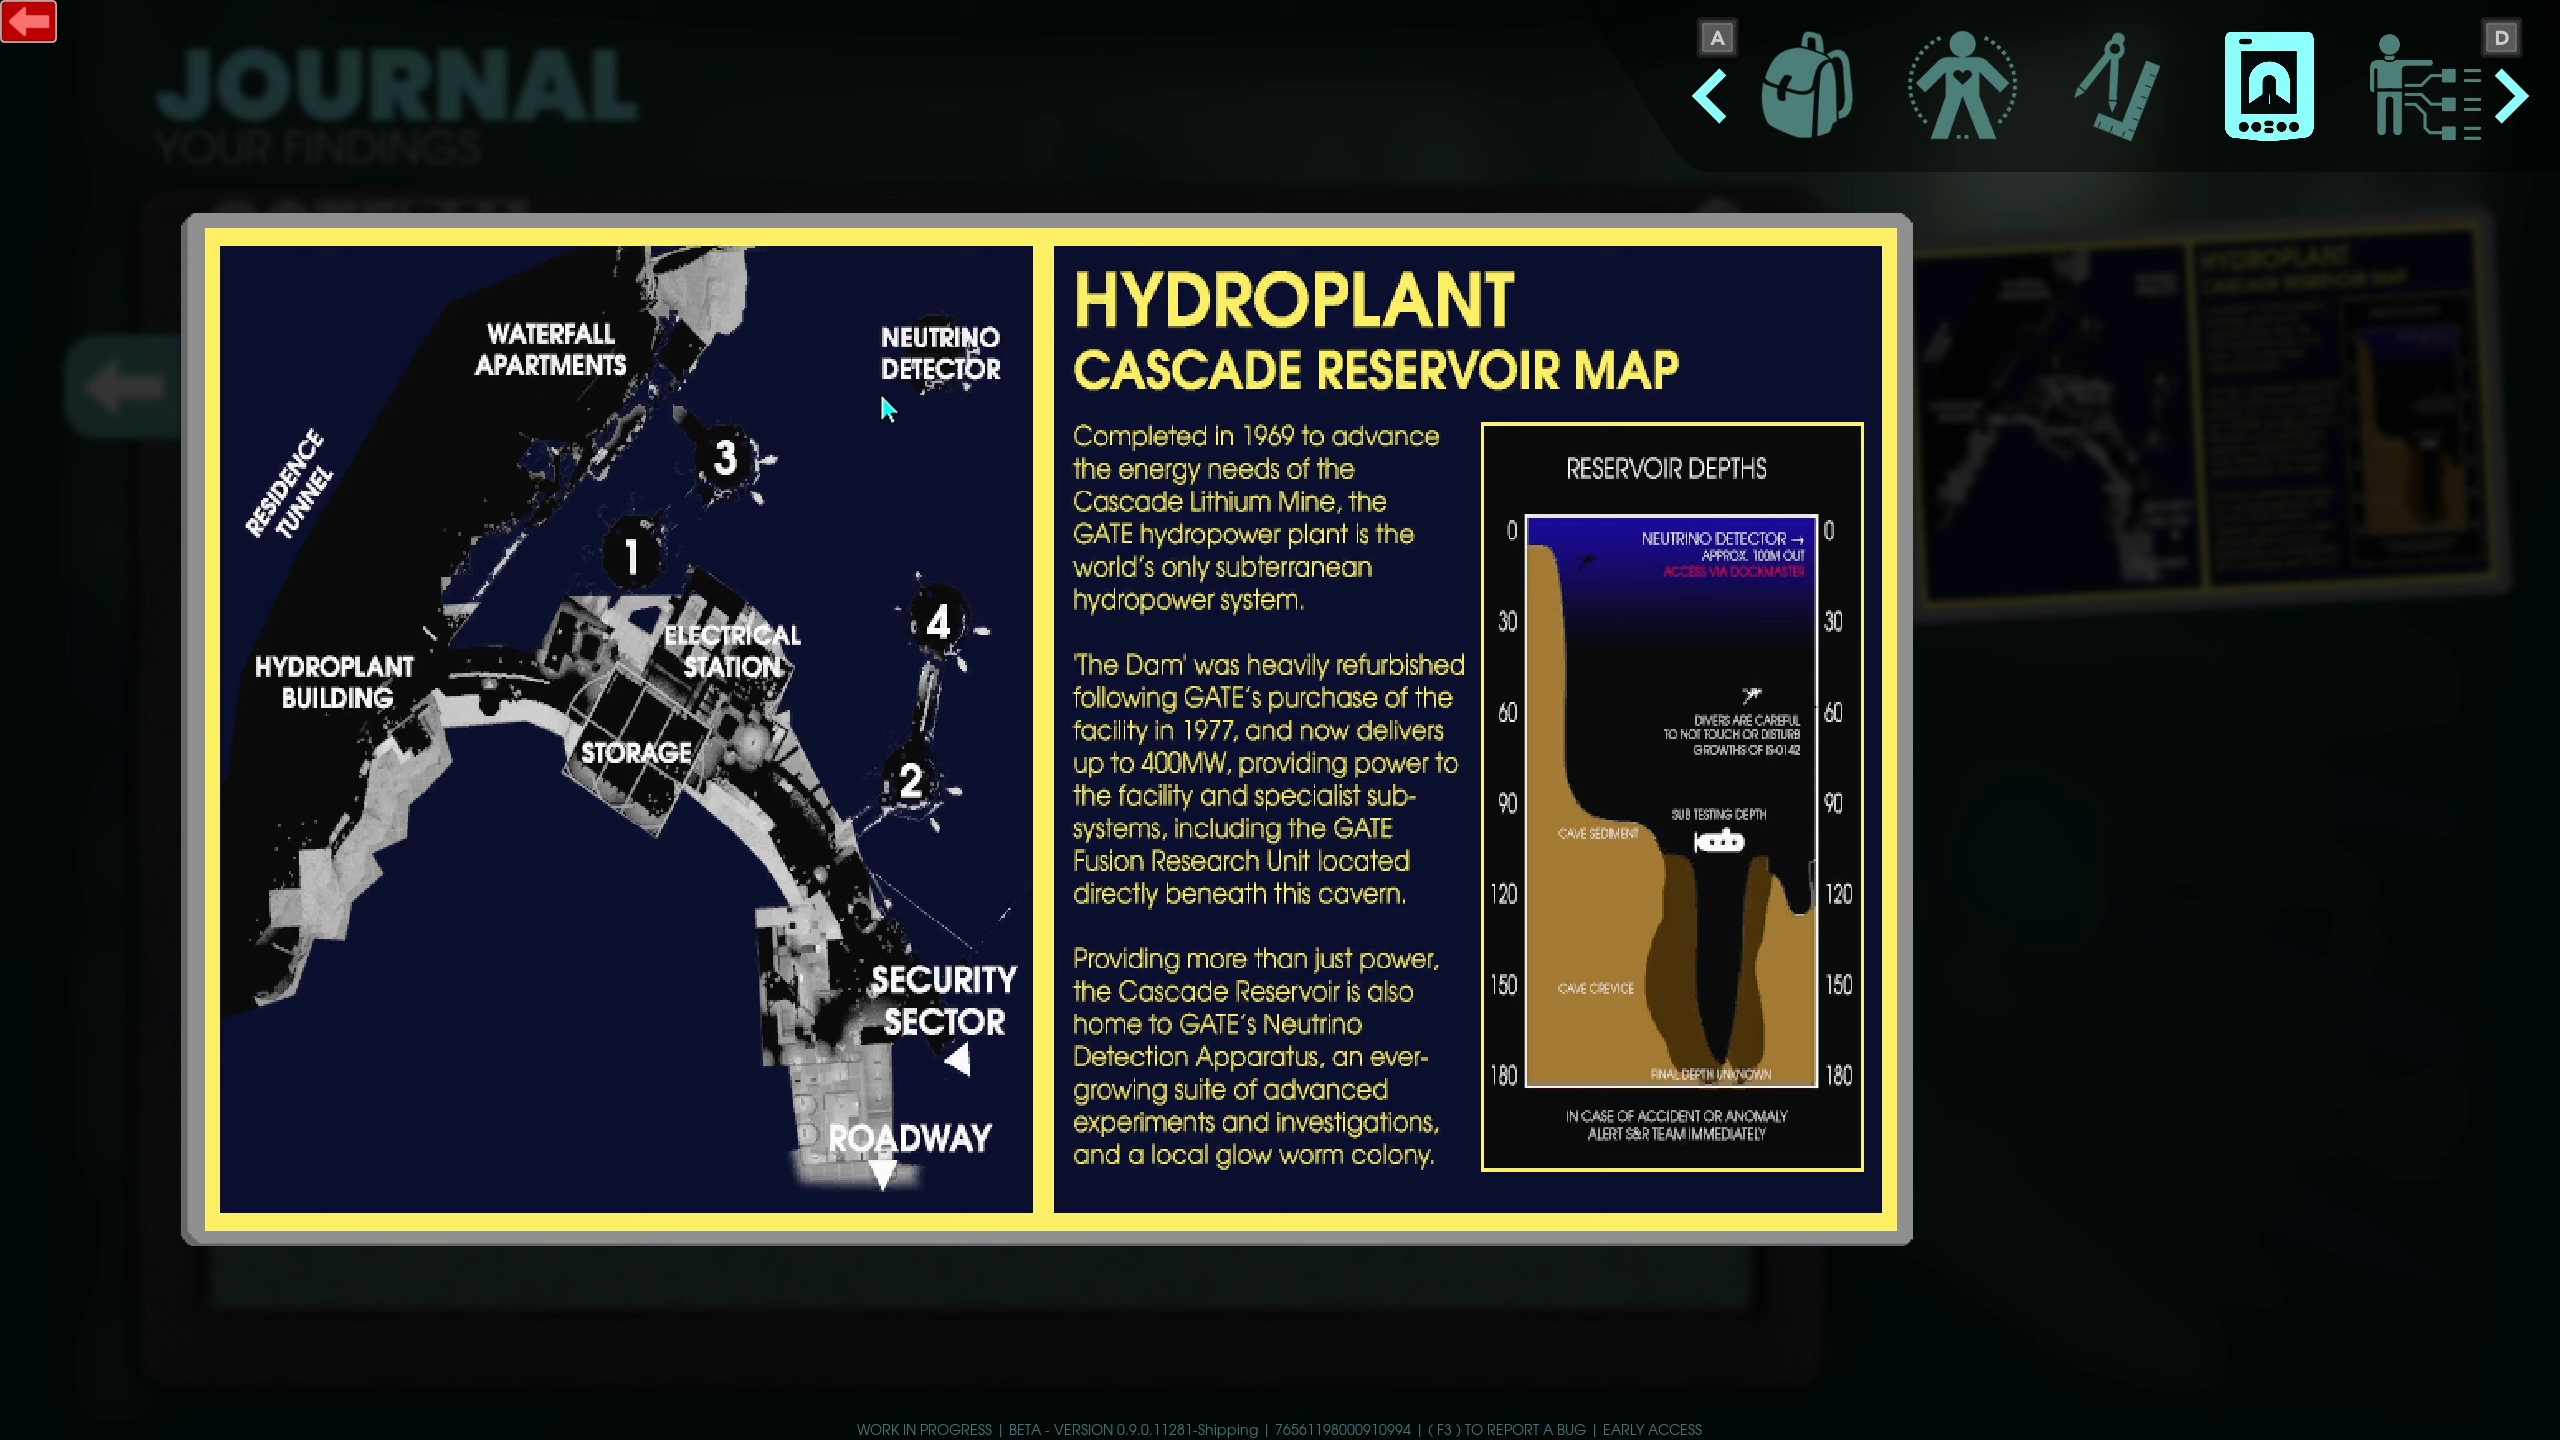 A
D
JOURNAL
YOUR FINDINGS
WATERFALL
APARTMENTS
NEUTRINO
DETECTOR
RESIDENCE
TUNNEL
3
1
4
ELECTRICAL
STATION
HYDROPLANT
BUILDING
STORAGE
2
SECURITY
SECTOR
ROADWAY
HYDROPLANT
CASCADE RESERVOIR MAP
Completed in 1969 to advance
the energy needs of the
Cascade Lithium Mine, the
GATE hydropower plant is the
world's only subterranean
hydropower system.
'The Dam' was heavily refurbished
following GATE's purchase of the
facility in 1977, and now delivers
up to 400MW, providing power to
the facility and specialist sub-
systems, including the GATE
Fusion Research Unit located
directly beneath this cavern.
Providing more than just power,
the Cascade Reservoir is also
home to GATE's Neutrino
Detection Apparatus, an ever-
growing suite of advanced
experiments and investigations,
and a local glow worm colony.
RESERVOIR DEPTHS
0 0
NEUTRINO DETECTOR →
APPROX. 100M OUT
ACCESS VIA DOCKMASTER
30 30
60 60
DIVERS ARE CAREFUL
TO NOT TOUCH OR DISTURB
GROWTHS OF IS-0142
90 90
SUB TESTING DEPTH
CAVE SEDIMENT
120 120
150 150
CAVE CREVICE
180 180
FINAL DEPTH UNKNOWN
IN CASE OF ACCIDENT OR ANOMALY
ALERT S&R TEAM IMMEDIATELY
HYDROPLANT
CASCADE RESERVOIR MAP
WORK IN PROGRESS | BETA - VERSION 0.9.0.11281-Shipping | 76561198000910994 | ( F3 ) TO REPORT A BUG | EARLY ACCESS